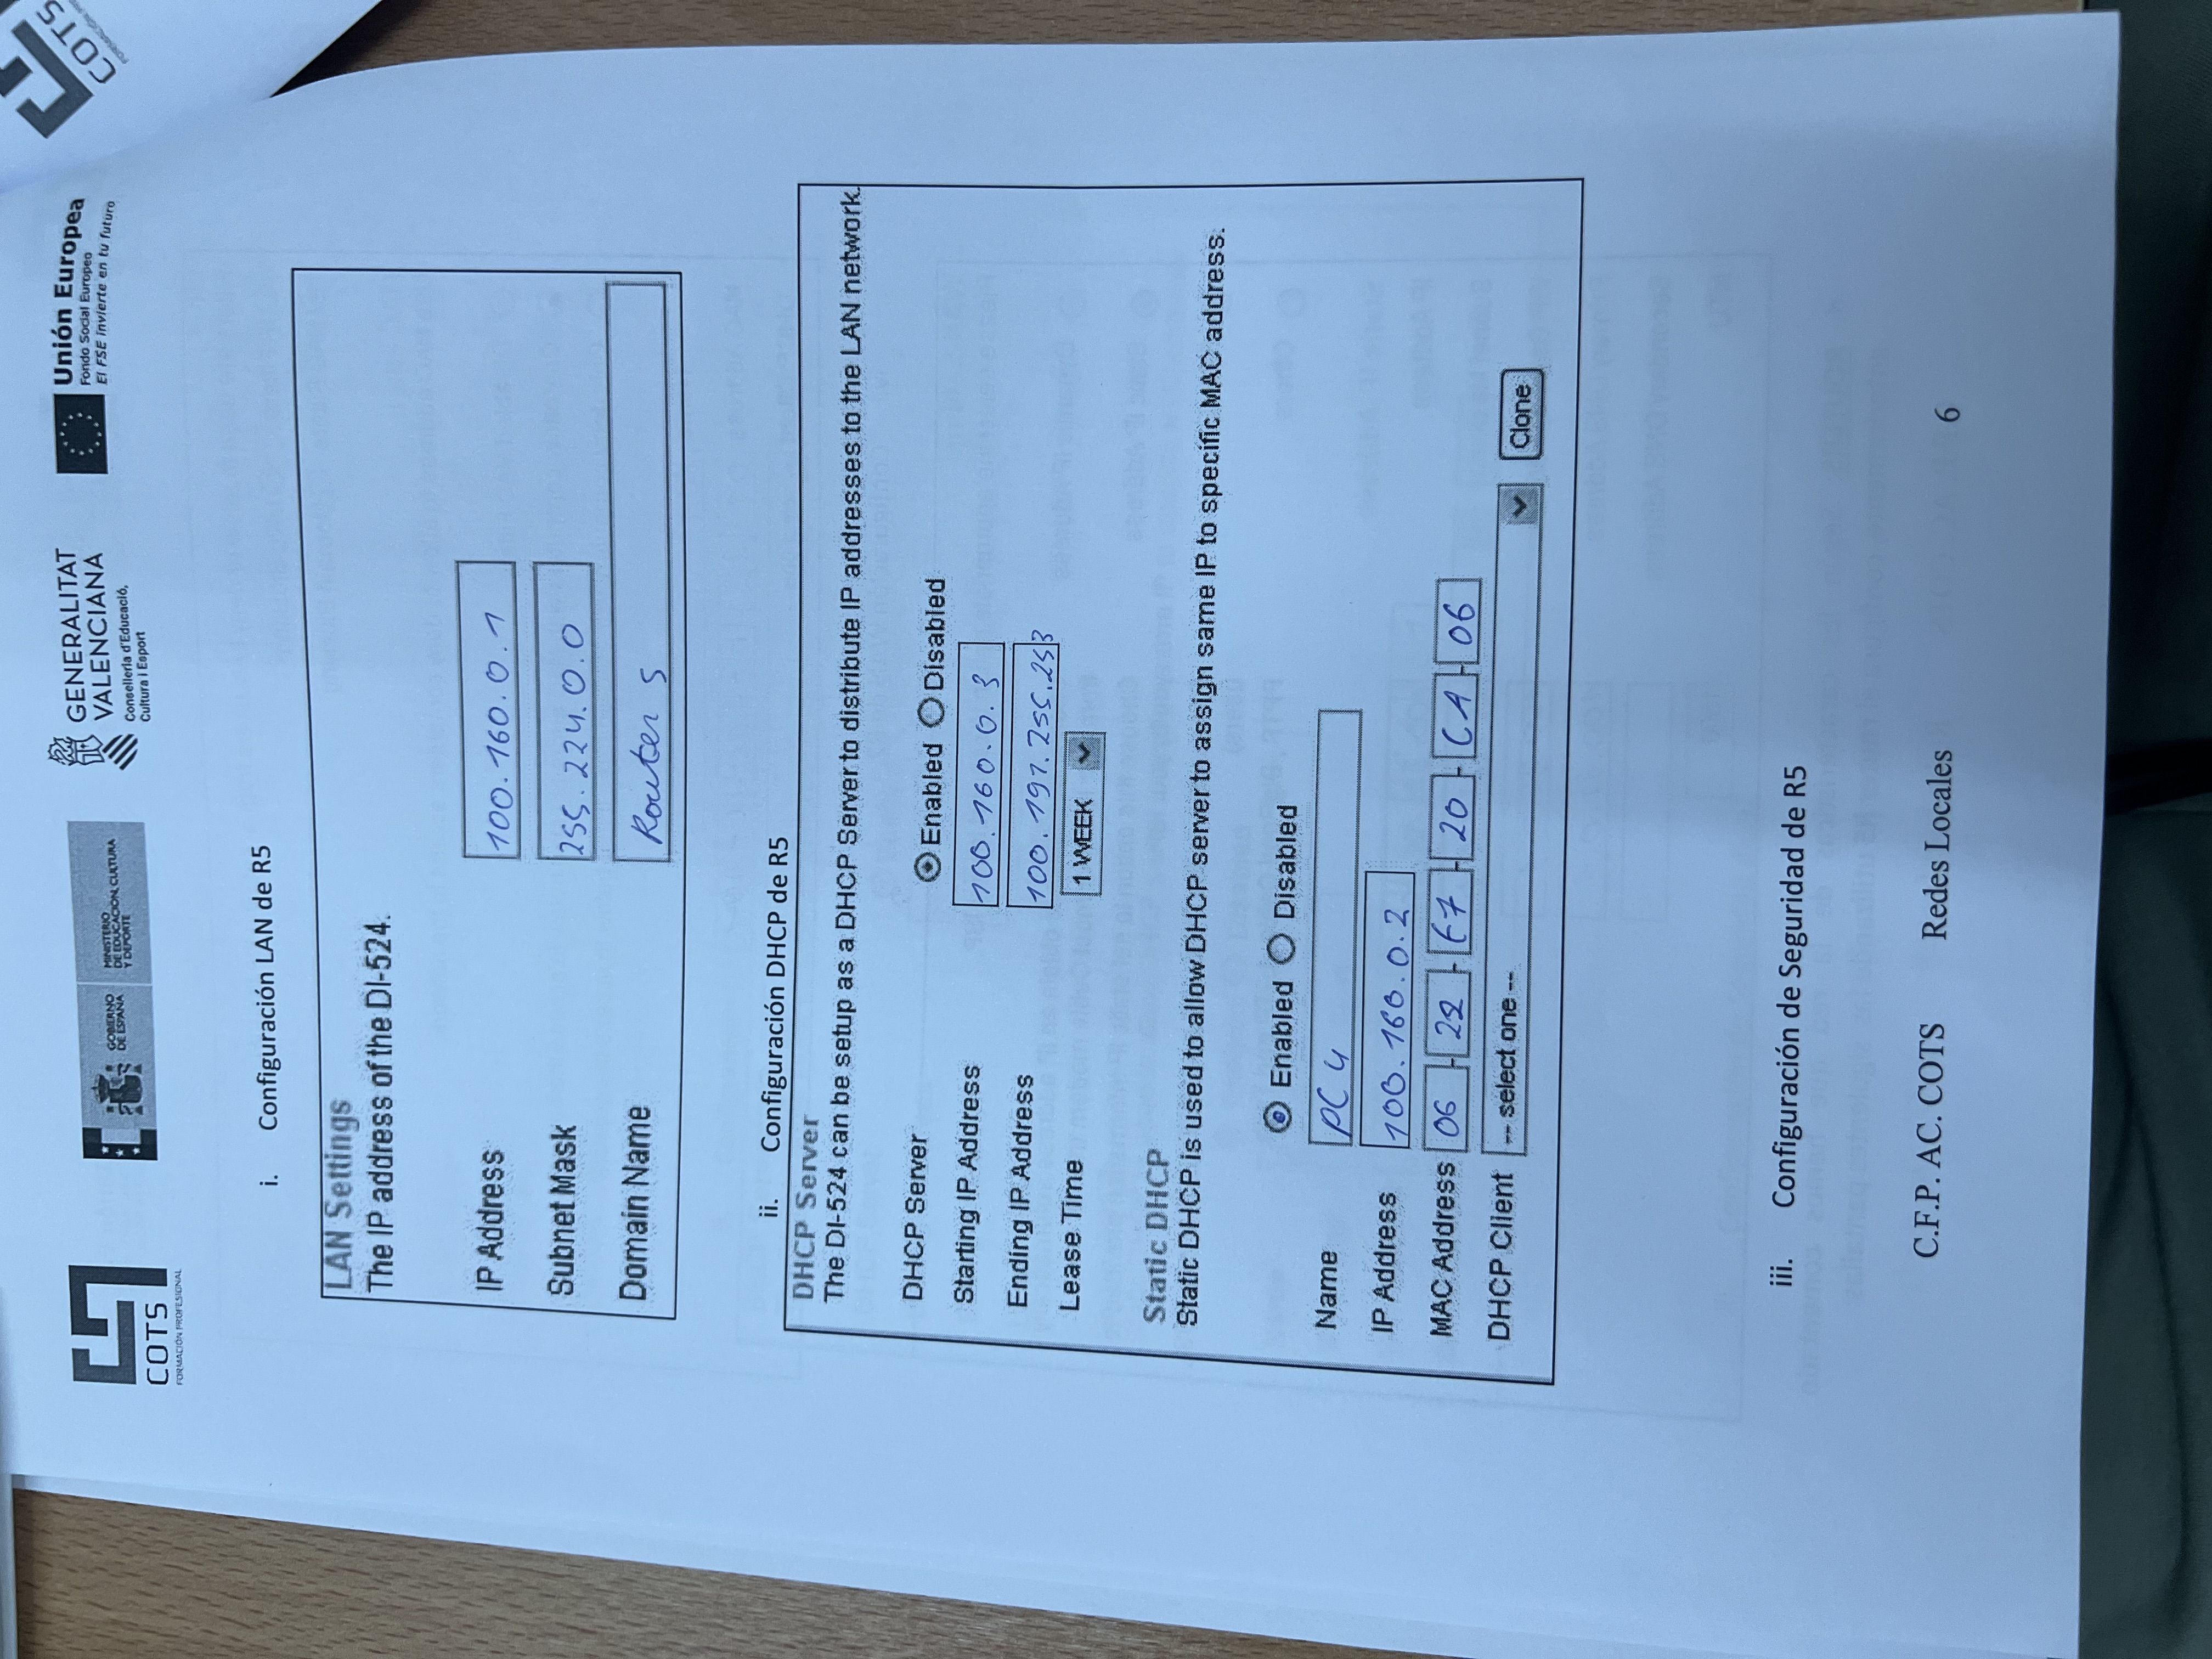 COTS
FORMACIÓN PROFESIONAL
GOBIERNO
DE ESPAÑA
MINISTERIO
DE EDUCACIÓN, CULTURA
Y DEPORTE
GENERALITAT
VALENCIANA
Conselleria d'Educació,
Cultura i Esport
Unión Europea
Fondo Social Europeo
El FSE invierte en tu futuro
COTS
i. Configuración LAN de R5
LAN Settings
The IP address of the DI-524.
IP Address 100.160.0.1
Subnet Mask 255.224.0.0
Domain Name Router 5
ii. Configuración DHCP de R5
DHCP Server
The DI-524 can be setup as a DHCP Server to distribute IP addresses to the LAN network.
DHCP Server Enabled Disabled
Starting IP Address 100.160.0.3
Ending IP Address 100.191.255.253
Lease Time 1 WEEK
Static DHCP
Static DHCP is used to allow DHCP server to assign same IP to specific MAC address.
Enabled Disabled
Name PC 4
IP Address 100.160.0.2
MAC Address 06 - 22 - E7 - 20 - CA - 06
DHCP Client -- select one -- Clone
iii. Configuración de Seguridad de R5
C.F.P. AC. COTS Redes Locales 6